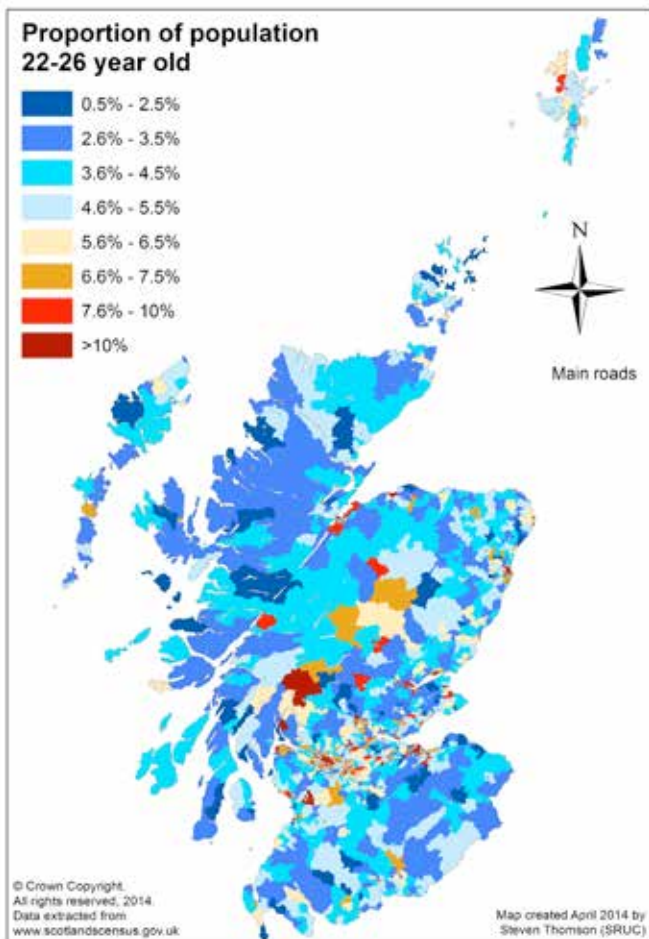 Proportion of population
22-26 year old
0.5% - 2.5%
2.6% - 3.5%
3.6% - 4.5%
4.6% - 5.5%
5.6% - 6.5%
6.6% - 7.5%
7.6% - 10%
>10%
N
Main roads
© Crown Copyright.
All rights reserved, 2014.
Data extracted from
www.scotlandscensus.gov.uk
Map created April 2014 by
Steven Thomson (SRUC)